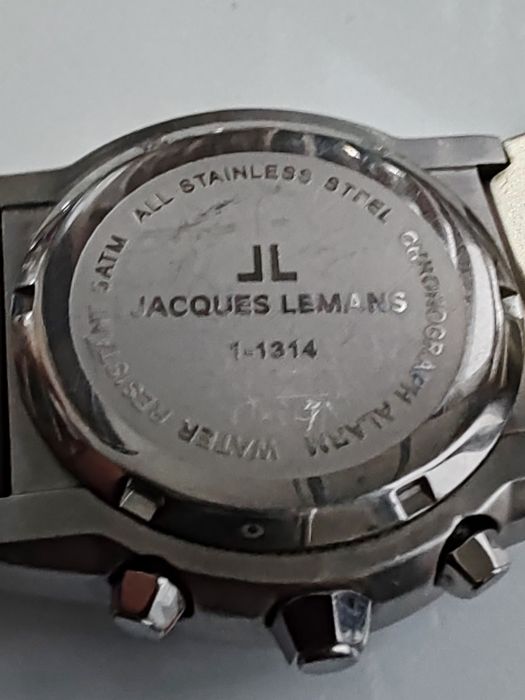 ALL STAINLESS STEEL CHRONOGRAPH ALARM WATER RESISTANT 5ATM
JL
JACQUES LEMANS
1-1314